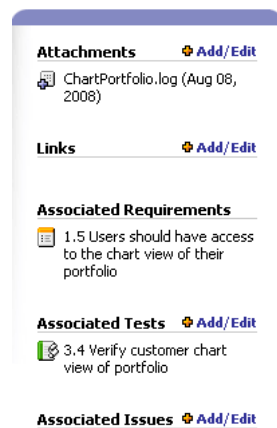 Attachments Add/Edit
ChartPortfolio.log (Aug 08,
2008)
Links Add/Edit
Associated Requirements
1.5 Users should have access
to the chart view of their
portfolio
Associated Tests Add/Edit
3.4 Verify customer chart
view of portfolio
Associated Issues Add/Edit